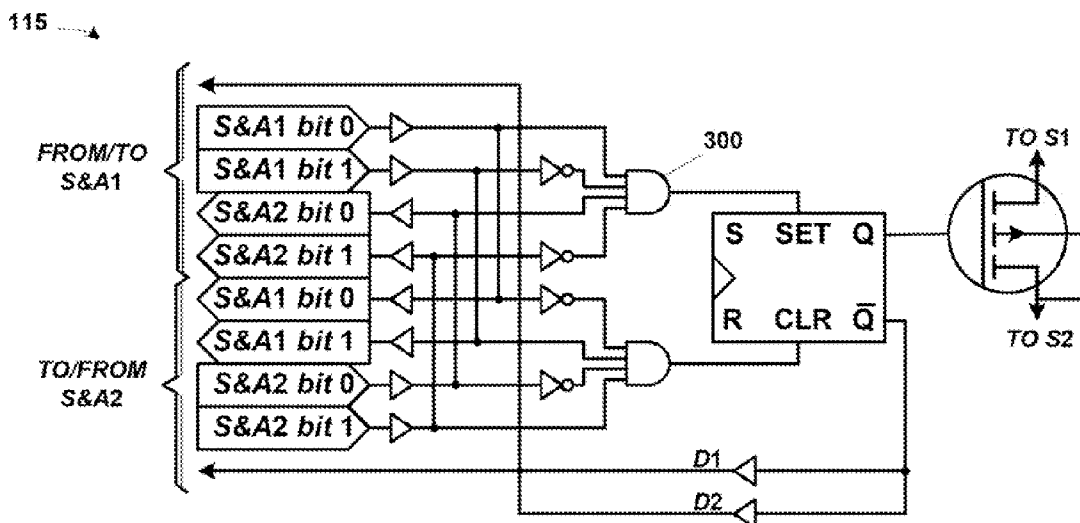 115
FROM/TO
S&A1
S&A1 bit 0
S&A1 bit 1
S&A2 bit 0
S&A2 bit 1
S&A1 bit 0
S&A1 bit 1
S&A2 bit 0
S&A2 bit 1
TO/FROM
S&A2
300
S SET Q
R CLR Q̅
TO S1
TO S2
D1
D2